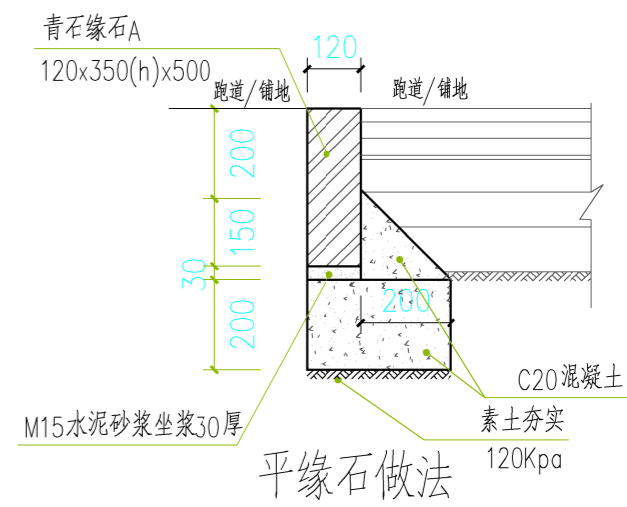 青石缘石A
120x350(h)x500
120
跑道/铺地
跑道/铺地
200
150
30
200
200
C20混凝土
M15水泥砂浆坐浆30厚
素土夯实
120Kpa
平缘石做法